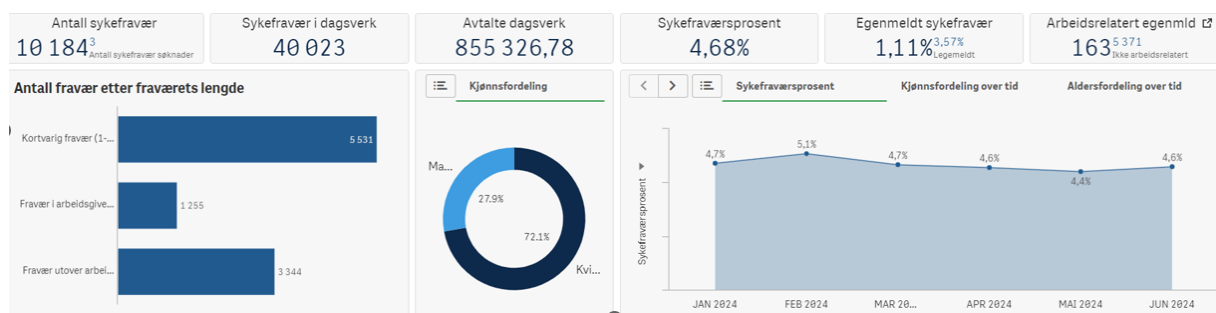 Antall sykefravær
10 184 3 Antall sykefravær søknader
Sykefravær i dagsverk
40 023
Avtalte dagsverk
855 326,78
Sykefraværsprosent
4,68%
Egenmeldt sykefravær
1,11% 3,57% Legemeldt
Arbeidsrelatert egenmld
163 5 371 Ikke arbeidsrelatert
Antall fravær etter fraværets lengde
Kortvarig fravær (1-...
5 531
Fravær i arbeidsgive...
1 255
Fravær utover arbei...
3 344
Kjønnsfordeling
Ma...
27.9%
72.1%
Kvi...
Sykefraværsprosent
Kjønnsfordeling over tid
Aldersfordeling over tid
Sykefraværsprosent
4,7%
5,1%
4,7%
4,6%
4,4%
4,6%
JAN 2024
FEB 2024
MAR 20...
APR 2024
MAI 2024
JUN 2024